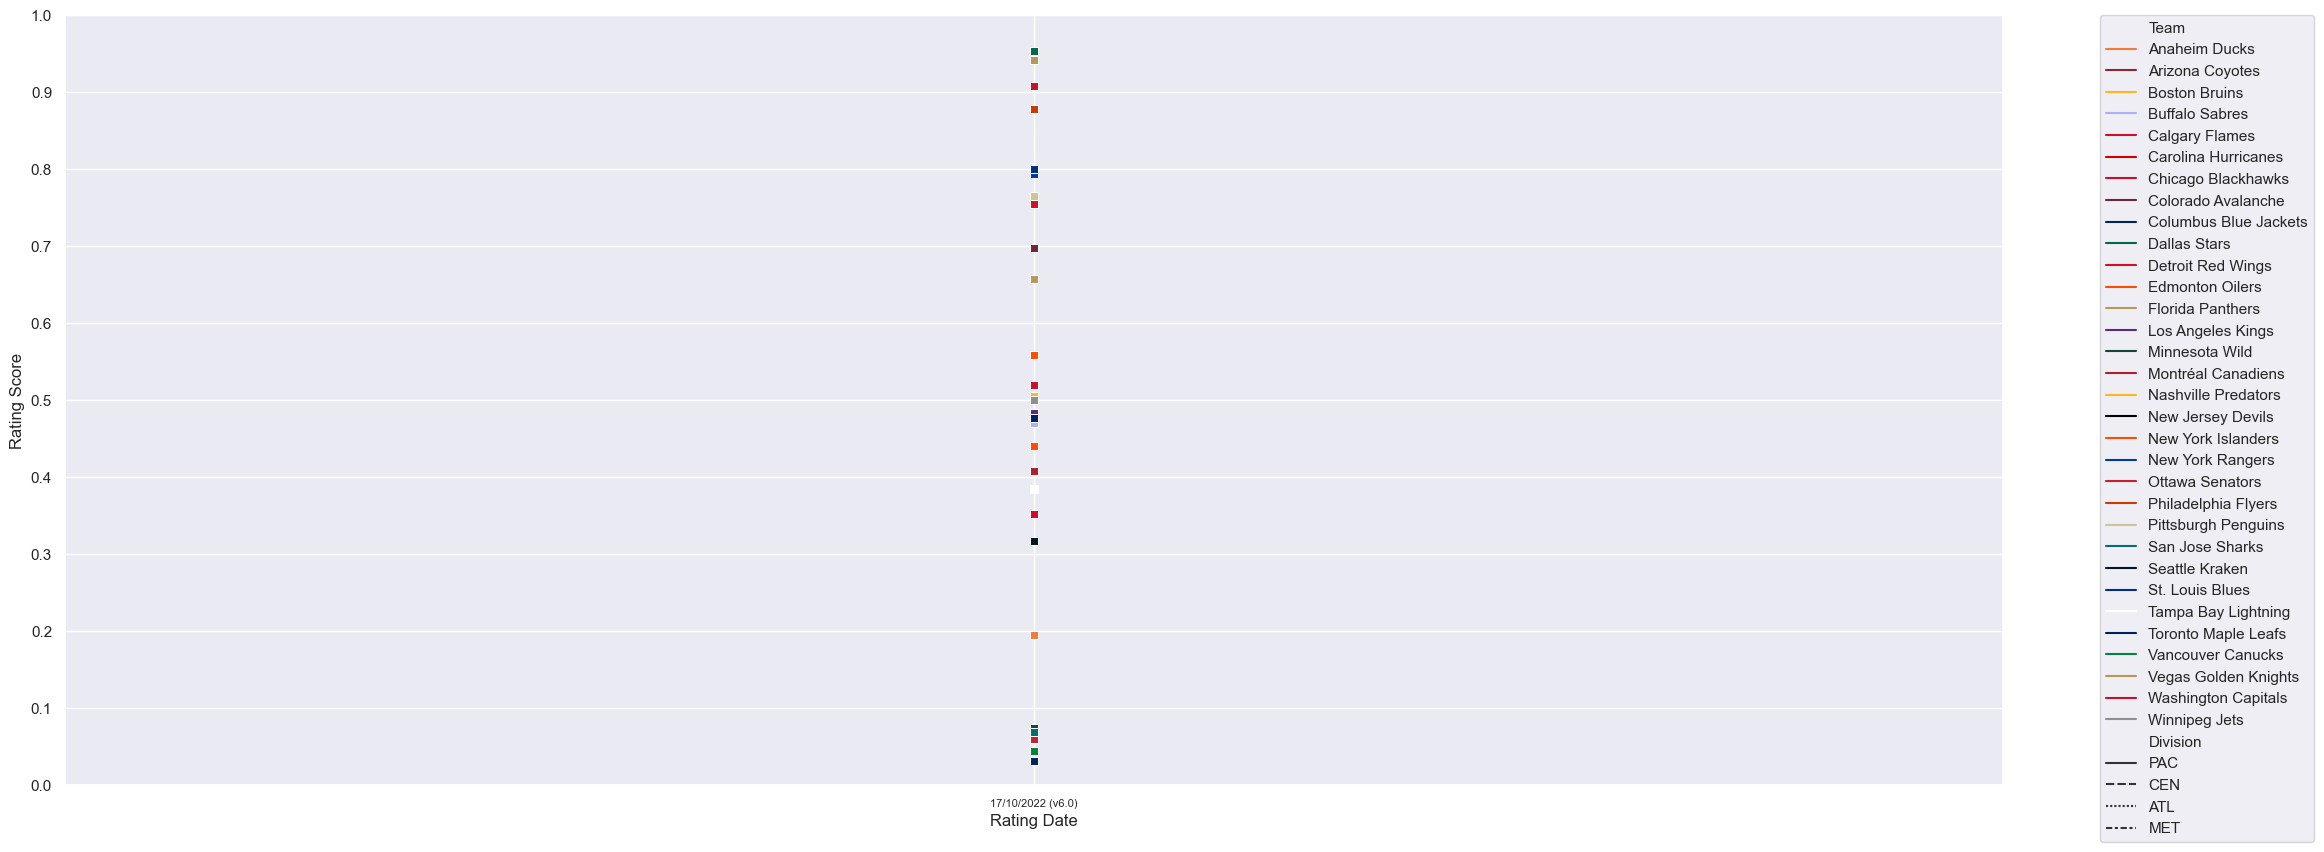 1.0
0.9
0.8
0.7
0.6
0.5
0.4
0.3
0.2
0.1
0.0
Rating Score
17/10/2022 (v6.0)
Rating Date
Team
Anaheim Ducks
Arizona Coyotes
Boston Bruins
Buffalo Sabres
Calgary Flames
Carolina Hurricanes
Chicago Blackhawks
Colorado Avalanche
Columbus Blue Jackets
Dallas Stars
Detroit Red Wings
Edmonton Oilers
Florida Panthers
Los Angeles Kings
Minnesota Wild
Montréal Canadiens
Nashville Predators
New Jersey Devils
New York Islanders
New York Rangers
Ottawa Senators
Philadelphia Flyers
Pittsburgh Penguins
San Jose Sharks
Seattle Kraken
St. Louis Blues
Tampa Bay Lightning
Toronto Maple Leafs
Vancouver Canucks
Vegas Golden Knights
Washington Capitals
Winnipeg Jets
Division
PAC
CEN
ATL
MET